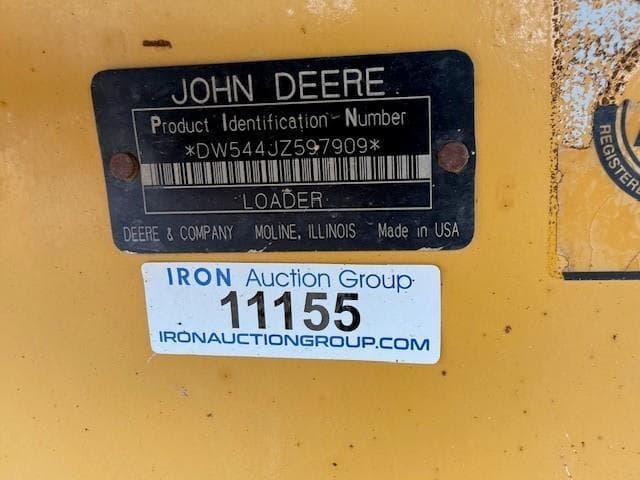 JOHN DEERE
Product Identification Number
*DW544JZ597909*
LOADER
DEERE & COMPANY MOLINE, ILLINOIS Made in USA
IRON Auction Group
11155
IRONAUCTIONGROUP.COM
REGISTER